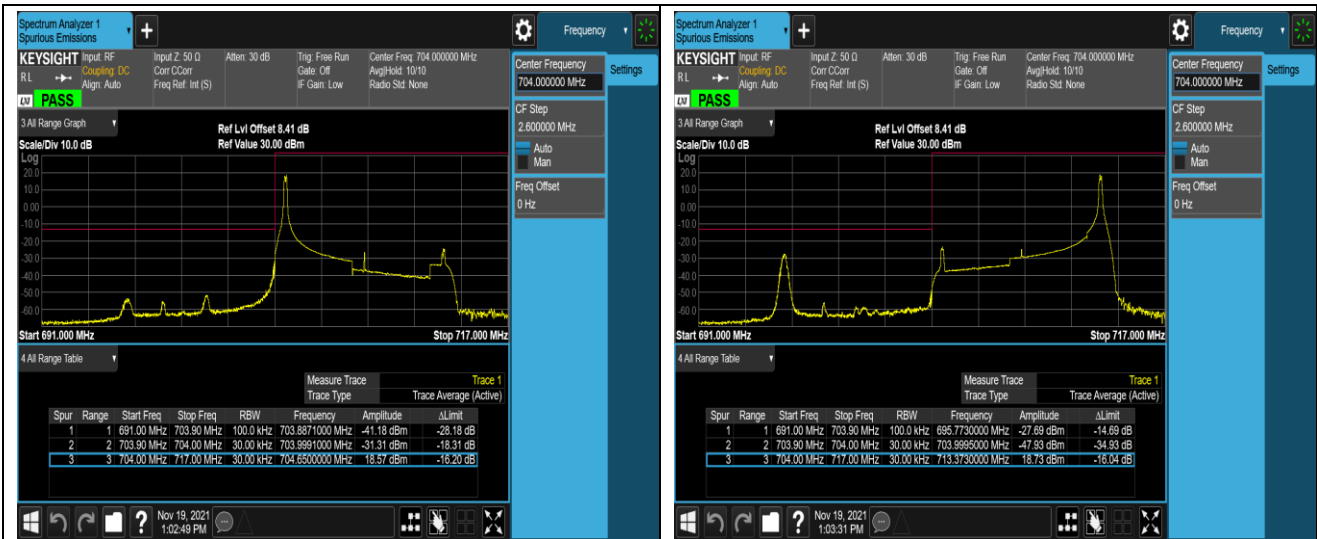 Spectrum Analyzer 1
Spurious Emissions
Frequency
KEYSIGHT Input: RF Input Z: 50 Ω Atten: 30 dB Trig: Free Run Center Freq: 704.000000 MHz
RL Coupling: DC Corr CCorr Gate: Off Avg|Hold: 10/10
Align: Auto Freq Ref: Int (S) IF Gain: Low Radio Std: None
LXI PASS
Center Frequency
704.000000 MHz
Settings
CF Step
2.600000 MHz
Auto
Man
Freq Offset
0 Hz
3 All Range Graph
Ref Lvl Offset 8.41 dB
Scale/Div 10.0 dB Ref Value 30.00 dBm
Log
20.0
10.0
0.00
-10.0
-20.0
-30.0
-40.0
-50.0
-60.0
Start 691.000 MHz Stop 717.000 MHz
4 All Range Table
Measure Trace Trace 1
Trace Type Trace Average (Active)
Spur Range Start Freq Stop Freq RBW Frequency Amplitude ΔLimit
1 1 691.00 MHz 703.90 MHz 100.0 kHz 703.8871000 MHz -41.18 dBm -28.18 dB
2 2 703.90 MHz 704.00 MHz 30.00 kHz 703.9991000 MHz -31.31 dBm -18.31 dB
3 3 704.00 MHz 717.00 MHz 30.00 kHz 704.6500000 MHz 18.57 dBm -16.20 dB
Nov 19, 2021
1:02:49 PM
Spectrum Analyzer 1
Spurious Emissions
Frequency
KEYSIGHT Input: RF Input Z: 50 Ω Atten: 30 dB Trig: Free Run Center Freq: 704.000000 MHz
RL Coupling: DC Corr CCorr Gate: Off Avg|Hold: 10/10
Align: Auto Freq Ref: Int (S) IF Gain: Low Radio Std: None
LXI PASS
Center Frequency
704.000000 MHz
Settings
CF Step
2.600000 MHz
Auto
Man
Freq Offset
0 Hz
3 All Range Graph
Ref Lvl Offset 8.41 dB
Scale/Div 10.0 dB Ref Value 30.00 dBm
Log
20.0
10.0
0.00
-10.0
-20.0
-30.0
-40.0
-50.0
-60.0
Start 691.000 MHz Stop 717.000 MHz
4 All Range Table
Measure Trace Trace 1
Trace Type Trace Average (Active)
Spur Range Start Freq Stop Freq RBW Frequency Amplitude ΔLimit
1 1 691.00 MHz 703.90 MHz 100.0 kHz 695.7730000 MHz -27.69 dBm -14.69 dB
2 2 703.90 MHz 704.00 MHz 30.00 kHz 703.9995000 MHz -47.93 dBm -34.93 dB
3 3 704.00 MHz 717.00 MHz 30.00 kHz 713.3730000 MHz 18.73 dBm -16.04 dB
Nov 19, 2021
1:03:31 PM